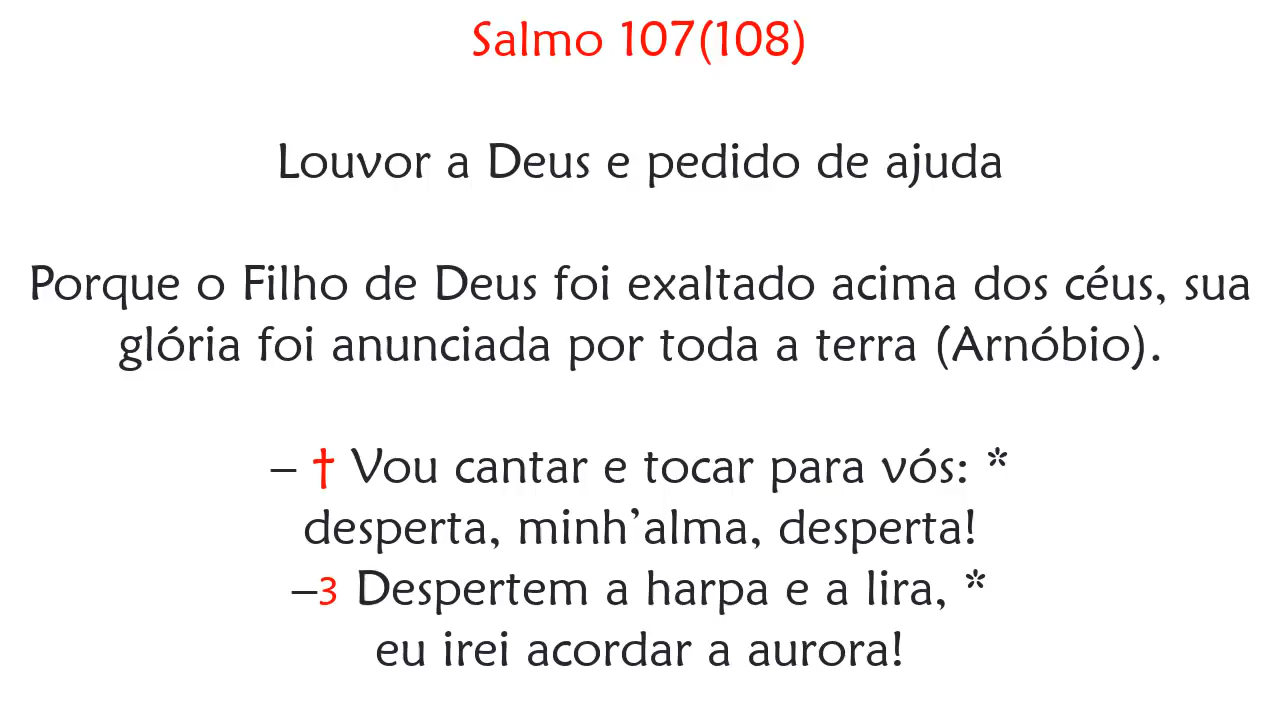 Salmo 107(108)
Louvor a Deus e pedido de ajuda
Porque o Filho de Deus foi exaltado acima dos céus, sua
glória foi anunciada por toda a terra (Arnóbio).
– † Vou cantar e tocar para vós: *
desperta, minh’alma, desperta!
–3 Despertem a harpa e a lira, *
eu irei acordar a aurora!